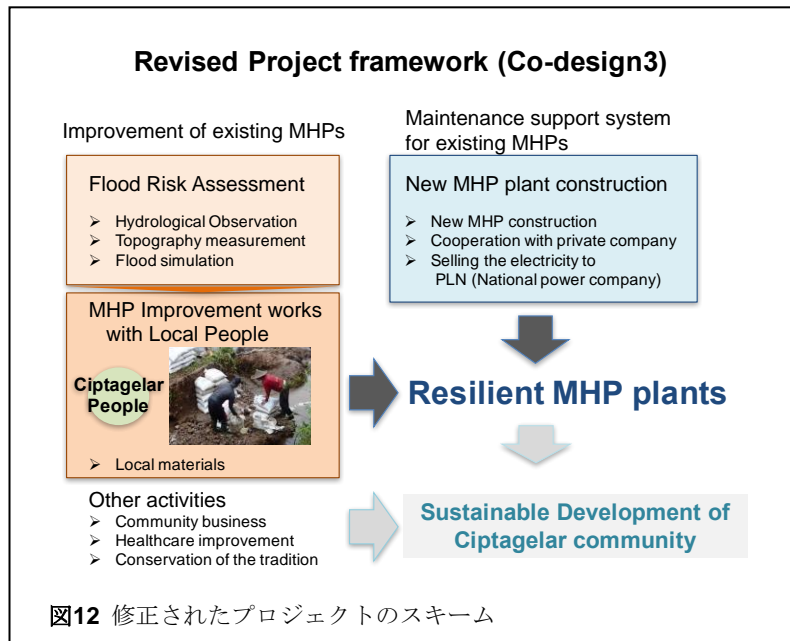 Revised Project framework (Co-design3)
Improvement of existing MHPs
Flood Risk Assessment
➢ Hydrological Observation
➢ Topography measurement
➢ Flood simulation
MHP Improvement works
with Local People
Ciptagelar
People
➢ Local materials
Other activities
➢ Community business
➢ Healthcare improvement
➢ Conservation of the tradition
Maintenance support system
for existing MHPs
New MHP plant construction
➢ New MHP construction
➢ Cooperation with private company
➢ Selling the electricity to
PLN (National power company)
Resilient MHP plants
Sustainable Development of
Ciptagelar community
図12 修正されたプロジェクトのスキーム